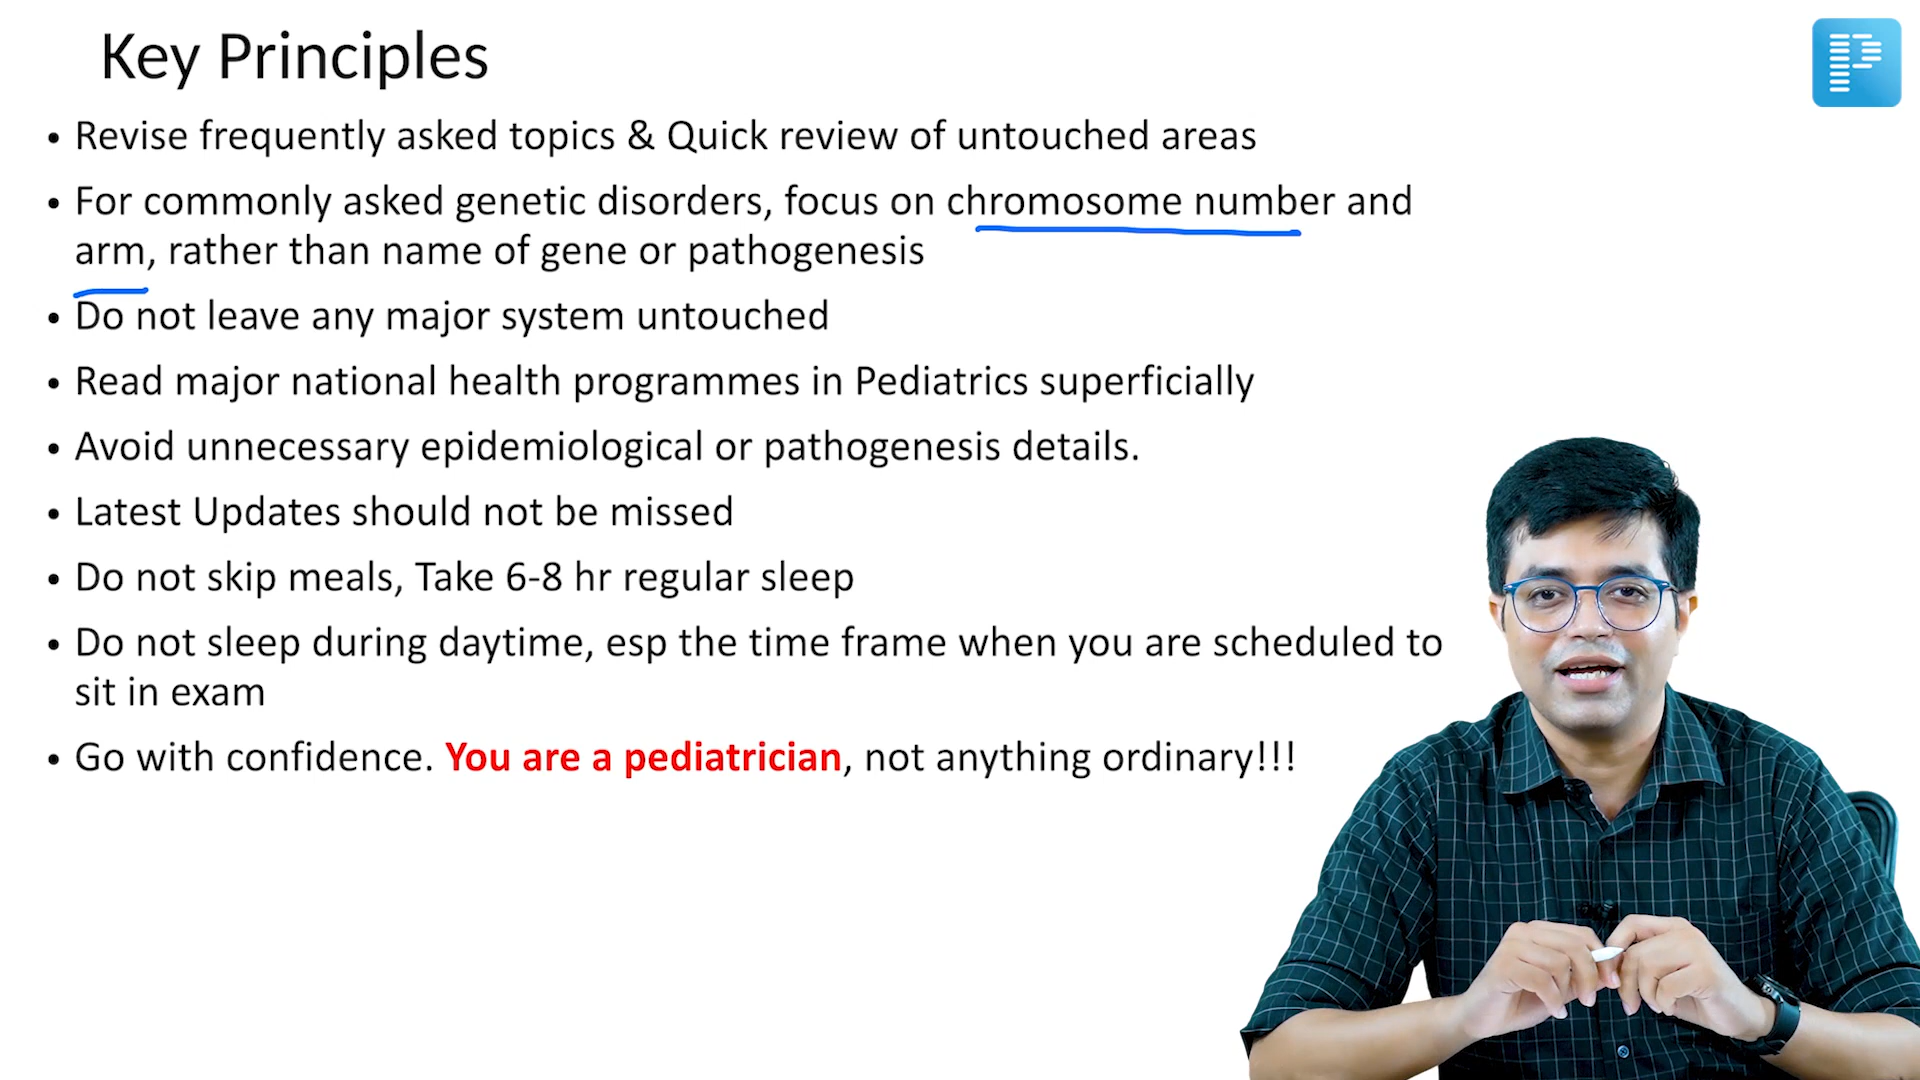 Key Principles
• Revise frequently asked topics & Quick review of untouched areas
• For commonly asked genetic disorders, focus on chromosome number and
arm, rather than name of gene or pathogenesis
• Do not leave any major system untouched
• Read major national health programmes in Pediatrics superficially
• Avoid unnecessary epidemiological or pathogenesis details.
• Latest Updates should not be missed
• Do not skip meals, Take 6-8 hr regular sleep
• Do not sleep during daytime, esp the time frame when you are scheduled to
sit in exam
• Go with confidence. You are a pediatrician, not anything ordinary!!!